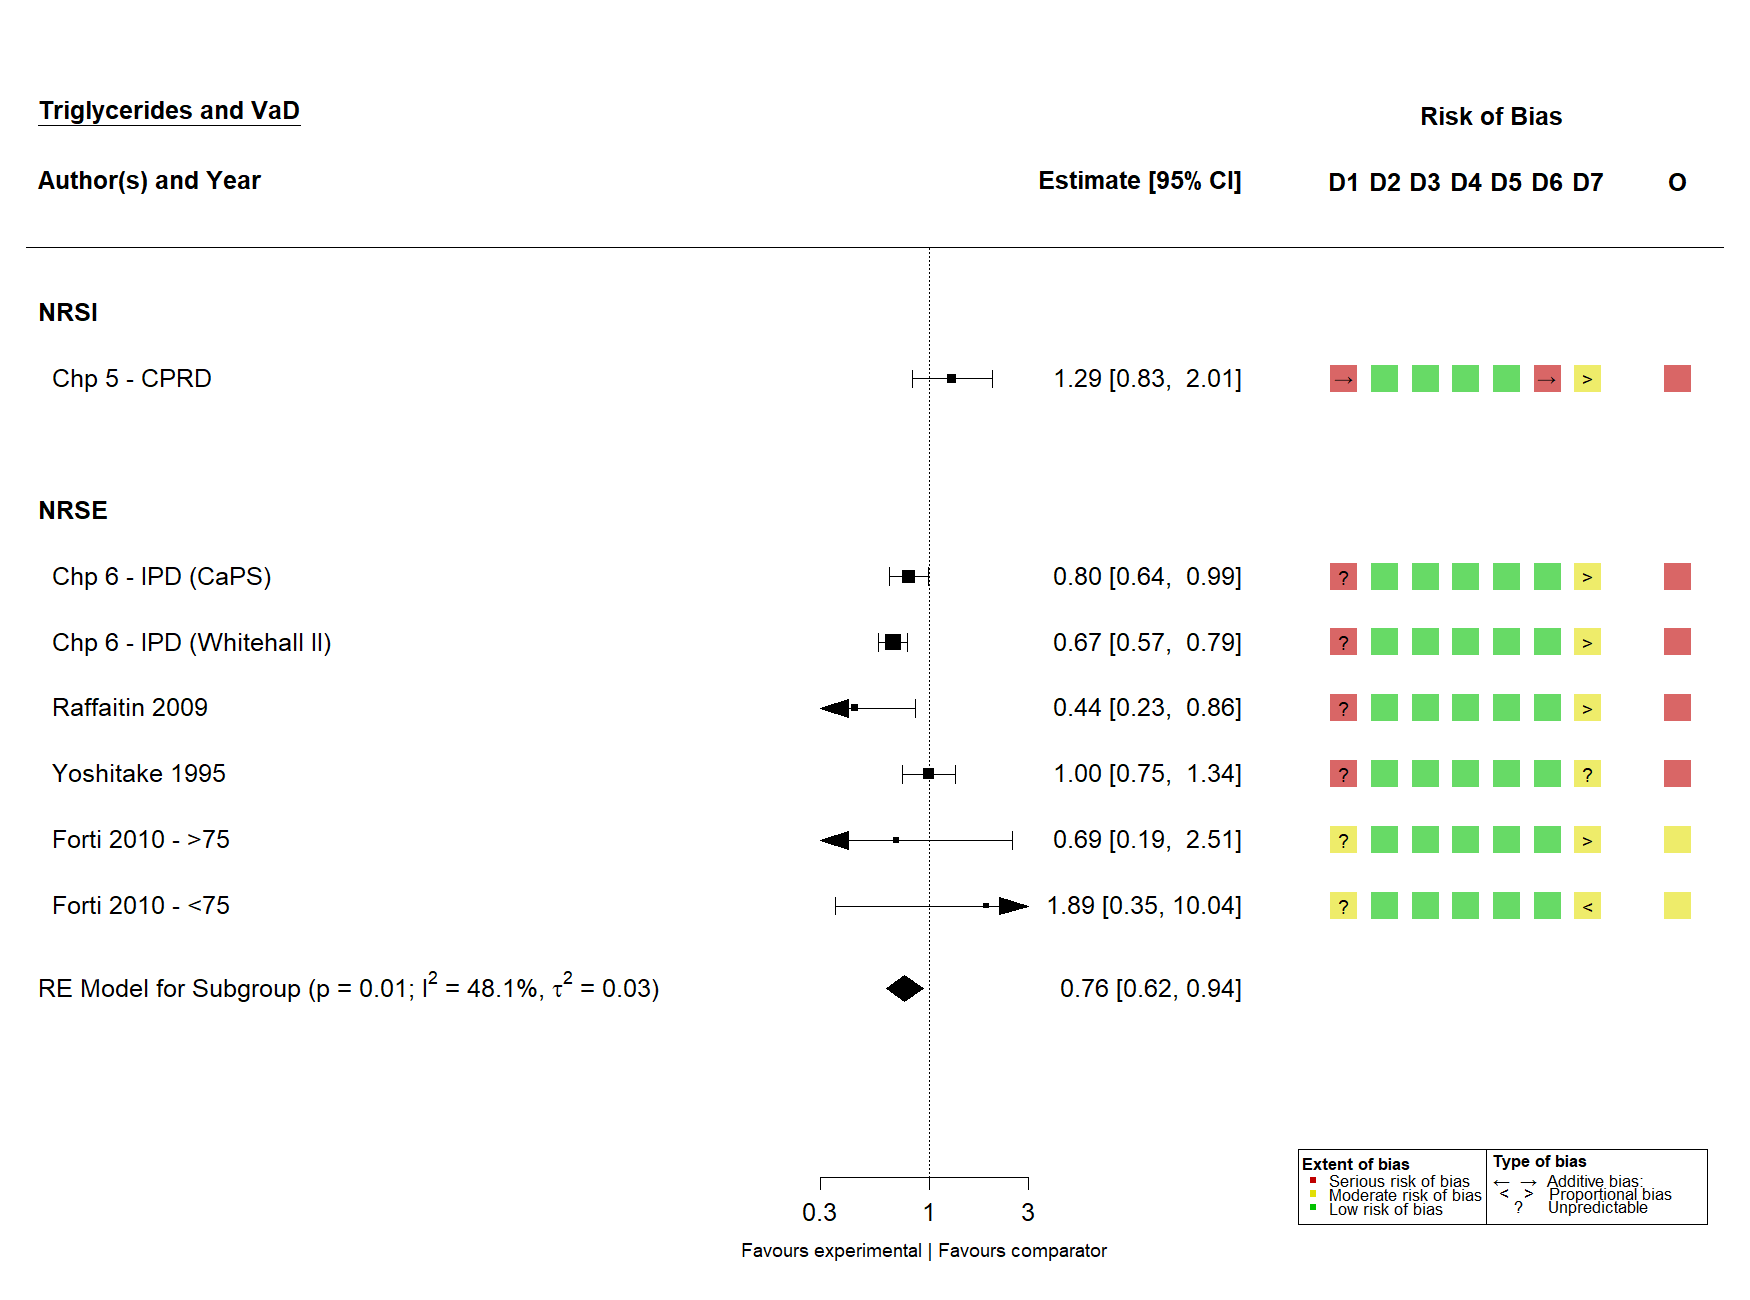 Triglycerides and VaD
Risk of Bias
Author(s) and Year Estimate [95% CI] D1 D2 D3 D4 D5 D6 D7 O
NRSI
Chp 5 - CPRD 1.29 [0.83, 2.01] → → >
NRSE
Chp 6 - IPD (CaPS) 0.80 [0.64, 0.99] ? >
Chp 6 - IPD (Whitehall II) 0.67 [0.57, 0.79] ? >
Raffaitin 2009 0.44 [0.23, 0.86] ? >
Yoshitake 1995 1.00 [0.75, 1.34] ? ?
Forti 2010 - >75 0.69 [0.19, 2.51] ? >
Forti 2010 - <75 1.89 [0.35, 10.04] ? <
RE Model for Subgroup (p = 0.01; I² = 48.1%, τ² = 0.03) 0.76 [0.62, 0.94]
0.3 1 3
Favours experimental | Favours comparator
Extent of bias
Serious risk of bias
Moderate risk of bias
Low risk of bias
Type of bias
← → Additive bias:
< > Proportional bias
? Unpredictable